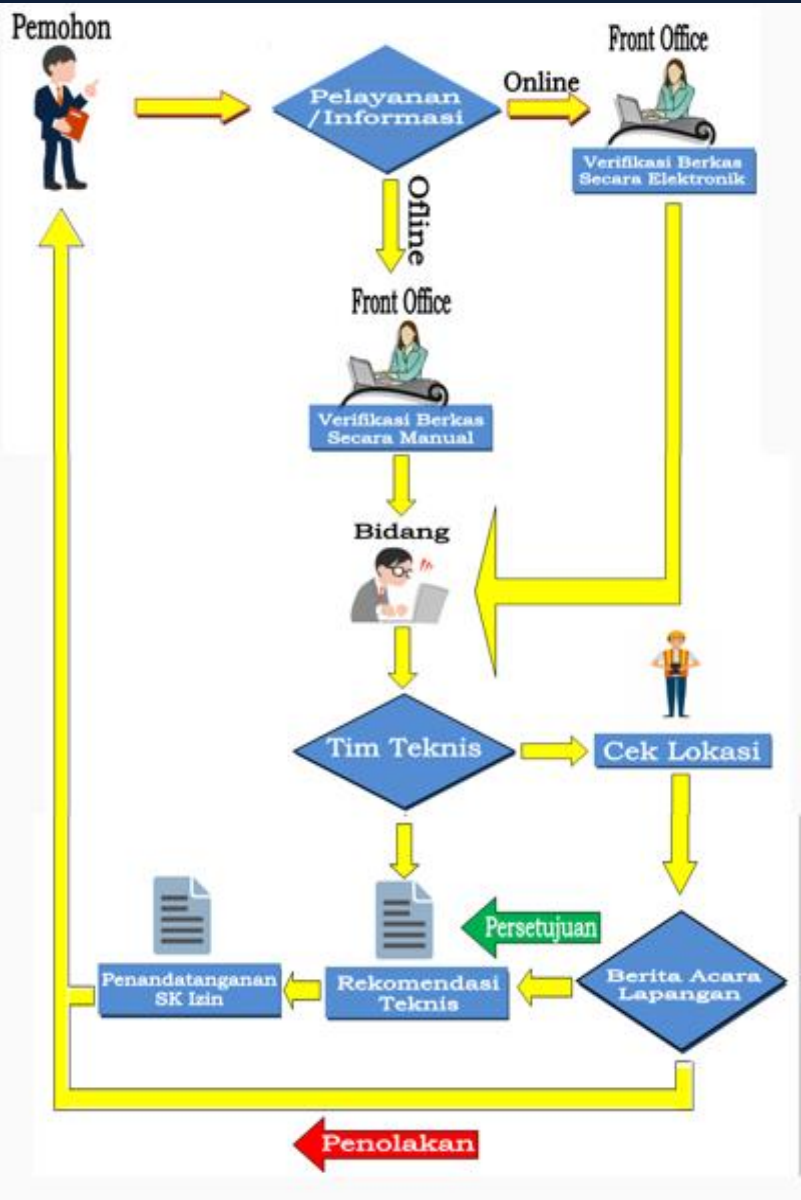 Pemohon
Front Office
Pelayanan
/Informasi
Online
Verifikasi Berkas
Secara Elektronik
Ofline
Front Office
Verifikasi Berkas
Secara Manual
Bidang
Tim Teknis
Cek Lokasi
Persetujuan
Penandatanganan
SK Izin
Rekomendasi
Teknis
Berita Acara
Lapangan
Penolakan